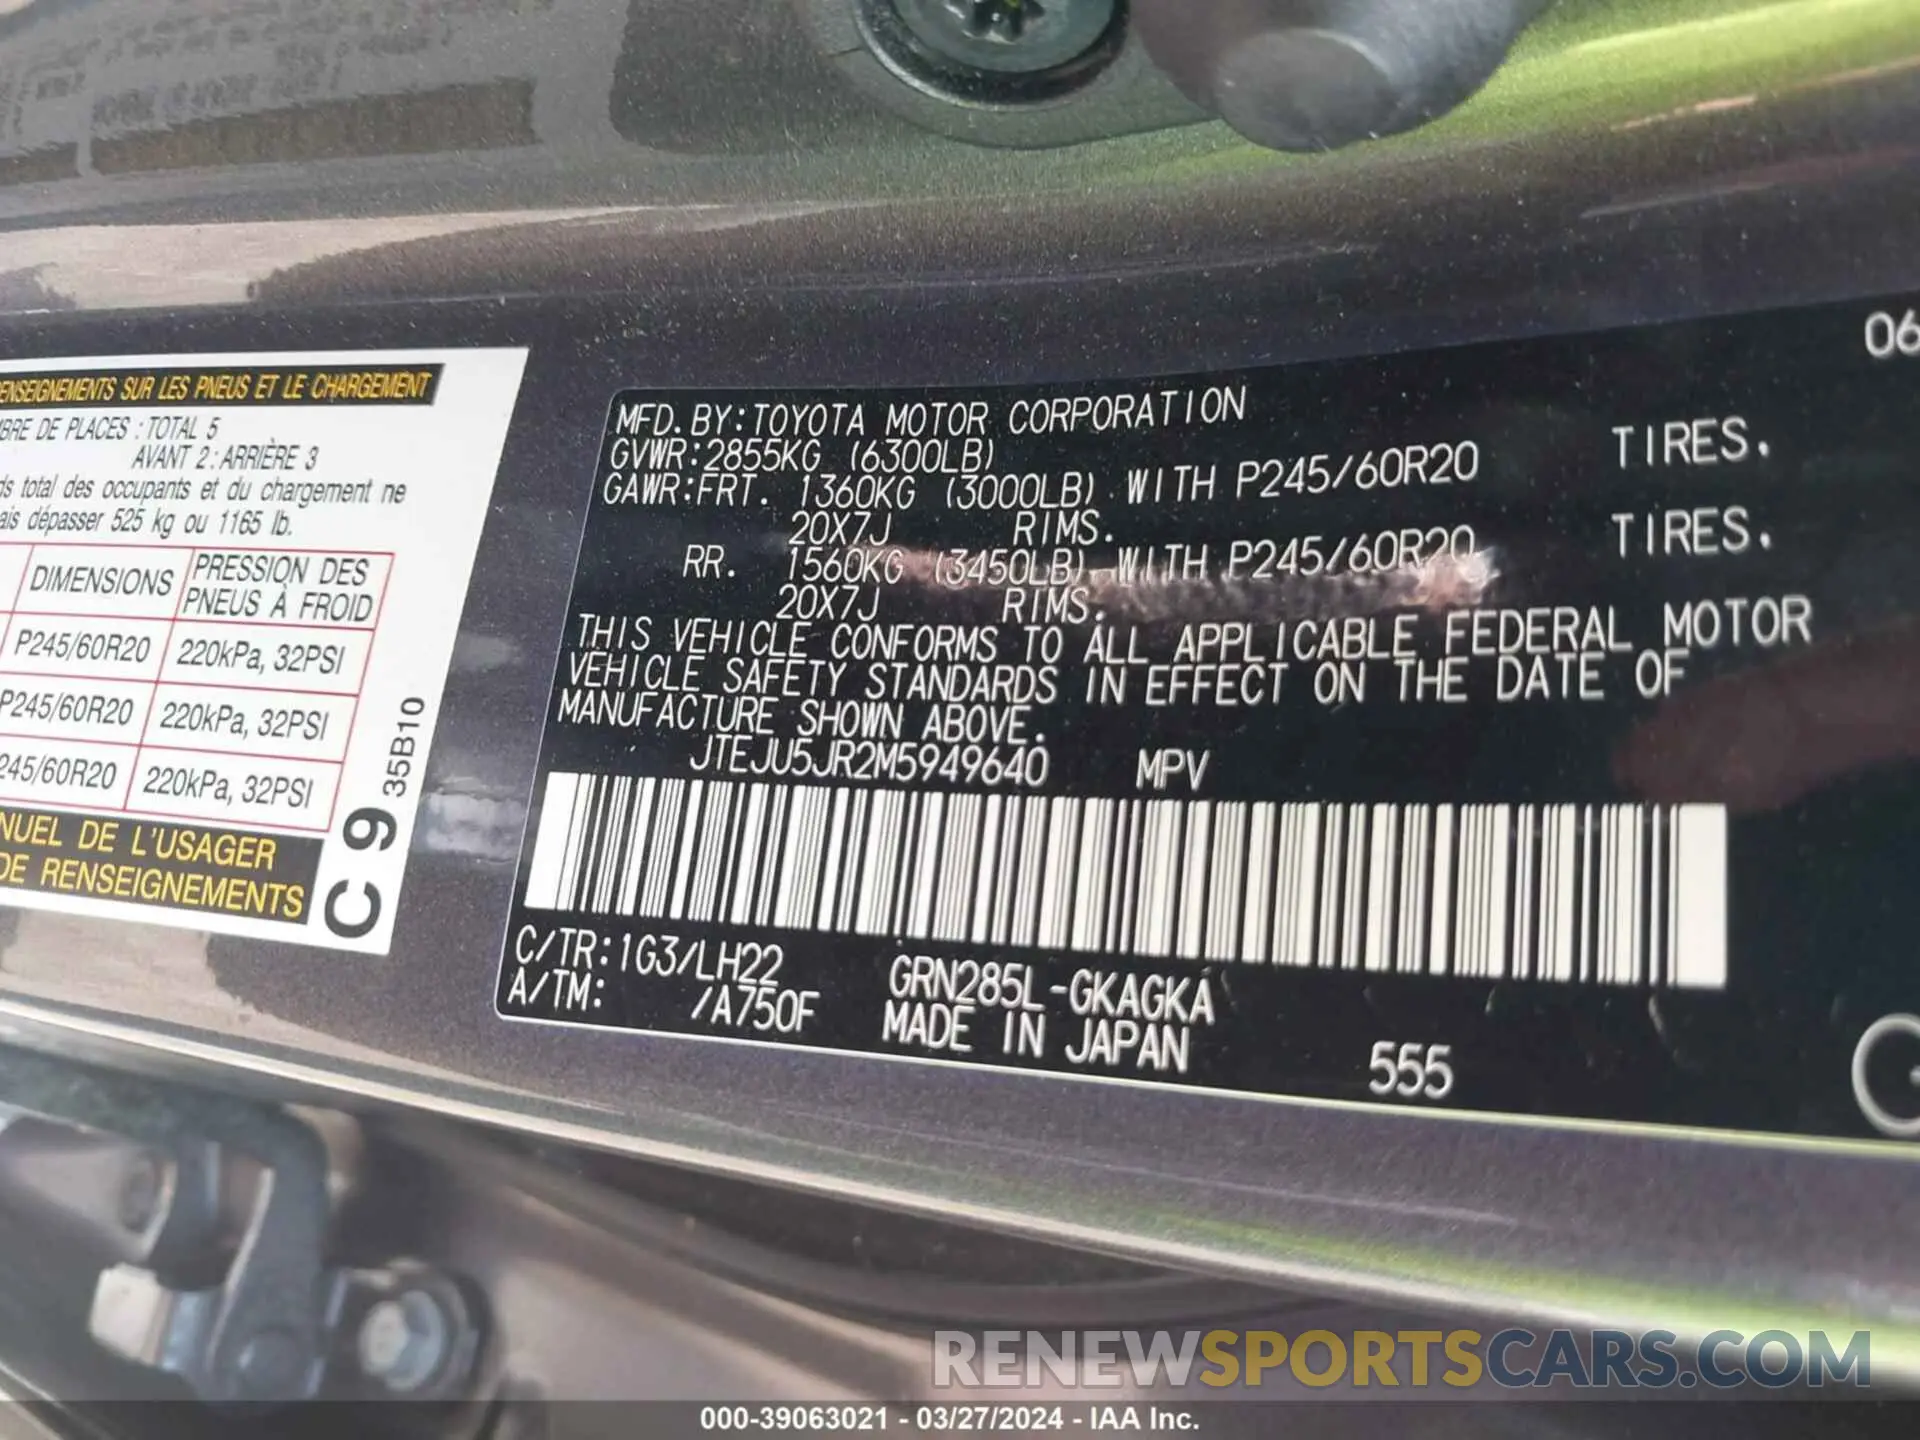 RENSEIGNEMENTS SUR LES PNEUS ET LE CHARGEMENT
MBRE DE PLACES : TOTAL 5
AVANT 2 : ARRIÈRE 3
ds total des occupants et du chargement ne
ais dépasser 525 kg ou 1165 lb.
DIMENSIONS
PRESSION DES
PNEUS À FROID
P245/60R20 220kPa, 32PSI
P245/60R20 220kPa, 32PSI
245/60R20 220kPa, 32PSI
NUEL DE L'USAGER
DE RENSEIGNEMENTS
C 9 35B10
06
MFD. BY: TOYOTA MOTOR CORPORATION
GVWR: 2855KG (6300LB)
GAWR: FRT. 1360KG (3000LB) WITH P245/60R20 TIRES.
20X7J RIMS.
RR. 1560KG (3450LB) WITH P245/60R20 TIRES.
20X7J RIMS.
THIS VEHICLE CONFORMS TO ALL APPLICABLE FEDERAL MOTOR
VEHICLE SAFETY STANDARDS IN EFFECT ON THE DATE OF
MANUFACTURE SHOWN ABOVE.
JTEJU5JR2M5949640 MPV
C/TR: 1G3/LH22 GRN285L-GKAGKA
A/TM: /A750F MADE IN JAPAN 555
RENEWSPORTSCARS.COM
000-39063021 - 03/27/2024 - IAA Inc.